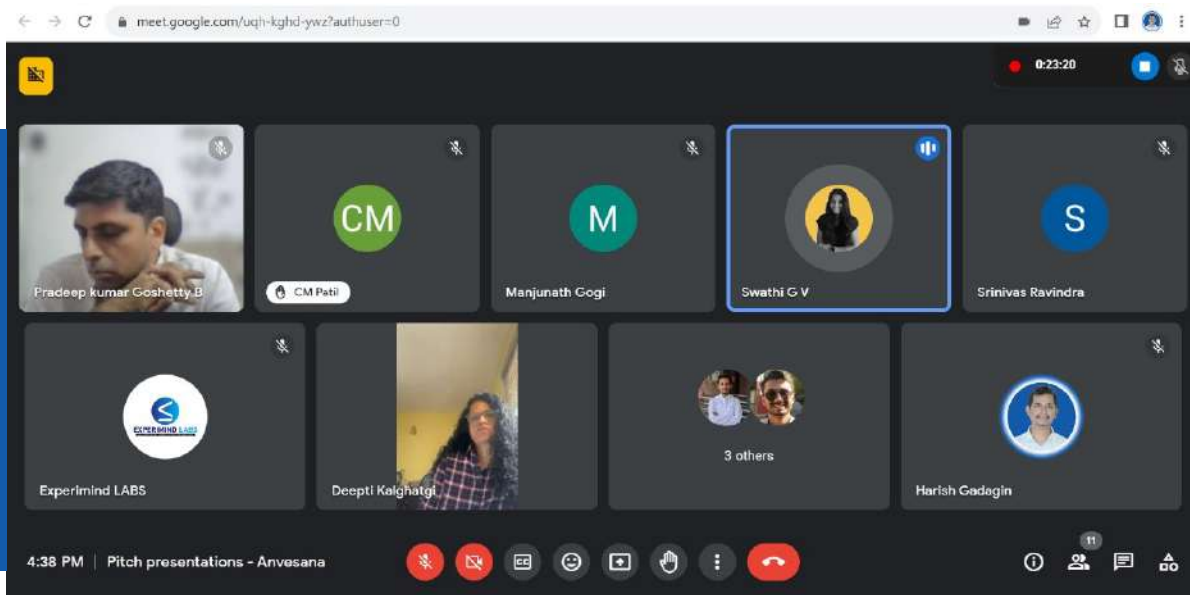 meet.google.com/uqh-kghd-ywz?authuser=0
0:23:20
Pradeep kumar Goshetty B
CM
CM Patil
M
Manjunath Gogi
Swathi G V
S
Srinivas Ravindra
EXPERIMIND LABS
Experimind LABS
Deepti Kalghatgi
3 others
Harish Gadagin
4:38 PM | Pitch presentations - Anvesana
CC
11